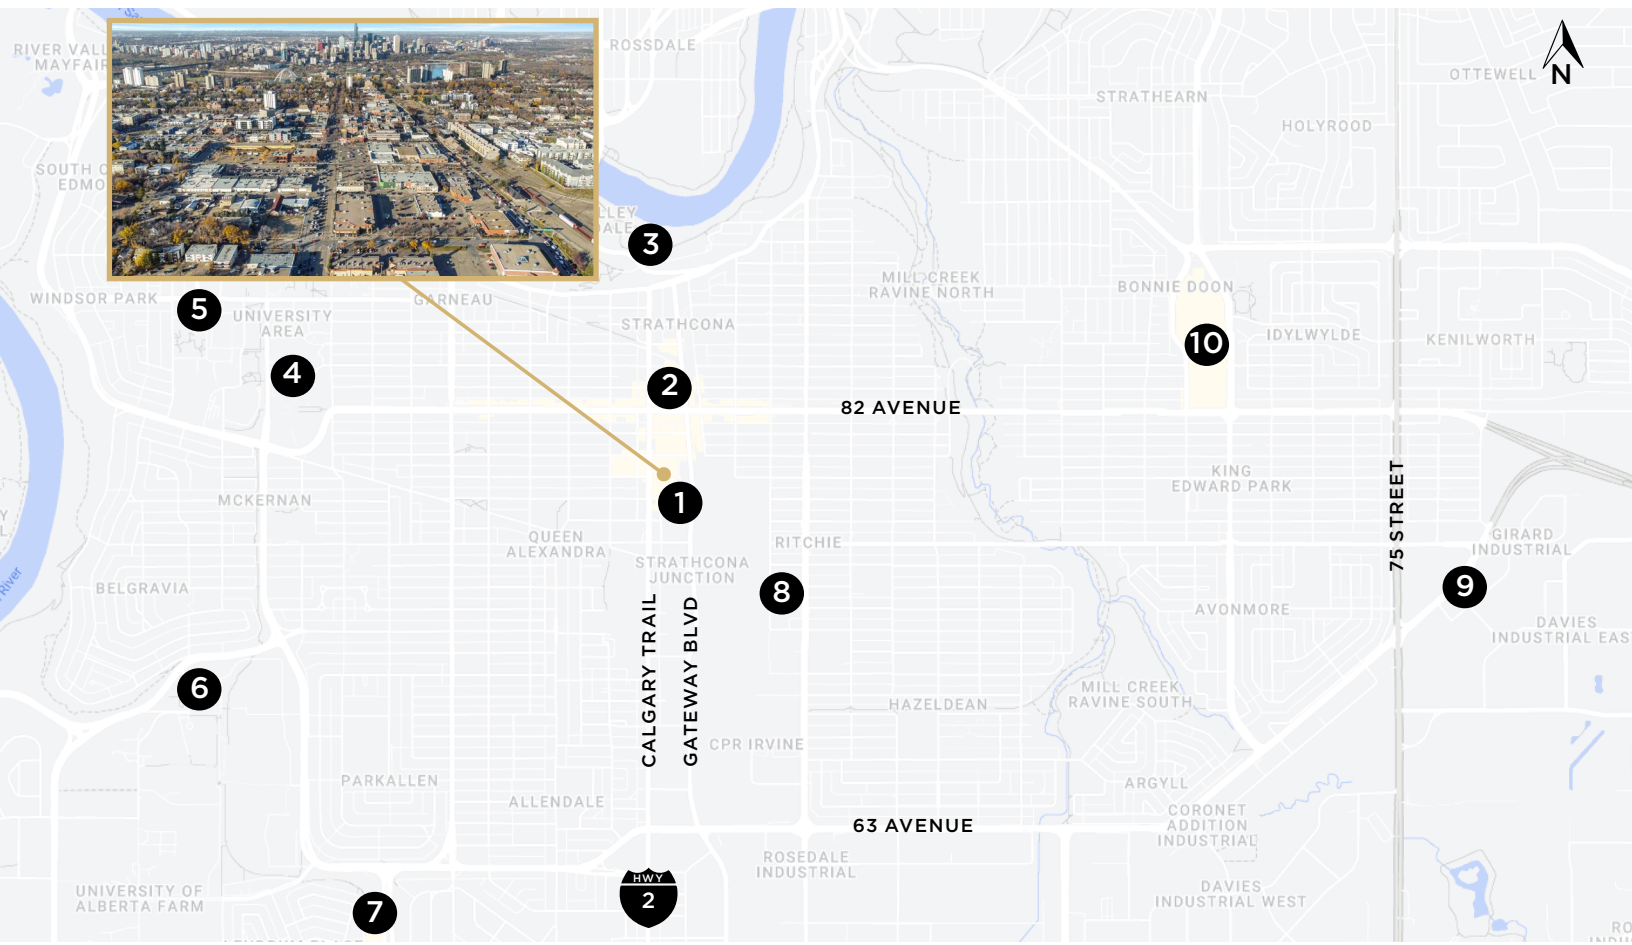 RIVER VALL
MAYFAIR
ROSSDALE
N
OTTEWELL
STRATHEARN
HOLYROOD
SOUTH C
EDMO
LLEY
DALE
3
MILL CREEK
RAVINE NORTH
BONNIE DOON
WINDSOR PARK
5
GARNEAU
UNIVERSITY
AREA
STRATHCONA
10
IDYLWYLDE
KENILWORTH
4
2
82 AVENUE
KING
EDWARD PARK
75 STREET
MCKERNAN
1
QUEEN
ALEXANDRA
RITCHIE
GIRARD
INDUSTRIAL
STRATHCONA
JUNCTION
River
BELGRAVIA
8
9
AVONMORE
DAVIES
INDUSTRIAL EAS
CALGARY TRAIL
GATEWAY BLVD
6
MILL CREEK
RAVINE SOUTH
HAZELDEAN
CPR IRVINE
PARKALLEN
ARGYLL
ALLENDALE
CORONET
ADDITION
INDUSTRIAL
63 AVENUE
ROSEDALE
INDUSTRIAL
HWY
2
UNIVERSITY OF
ALBERTA FARM
DAVIES
INDUSTRIAL WEST
7